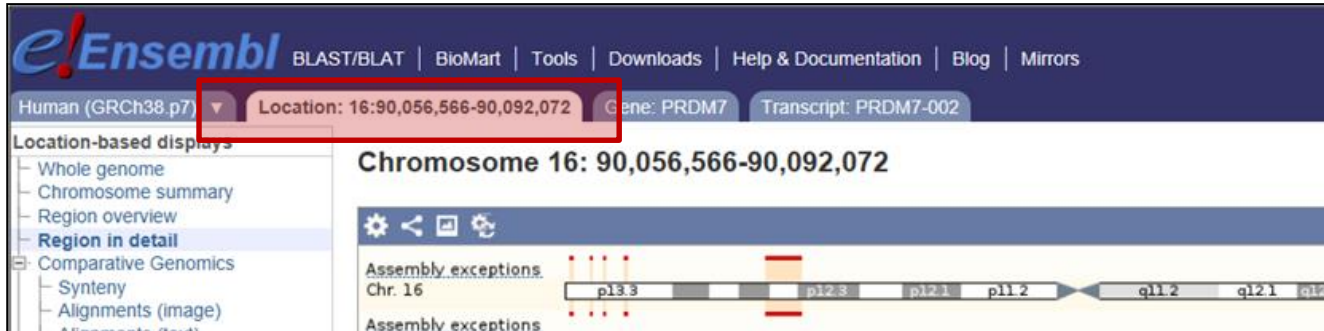 e!Ensembl BLAST/BLAT | BioMart | Tools | Downloads | Help & Documentation | Blog | Mirrors
Human (GRCh38.p7) ▼ Location: 16:90,056,566-90,092,072 Gene: PRDM7 Transcript: PRDM7-002
Location-based displays
Whole genome
Chromosome summary
Region overview
Region in detail
Comparative Genomics
Synteny
Alignments (image)
Alignments (text)
Chromosome 16: 90,056,566-90,092,072
Assembly exceptions
Chr. 16 p13.3 p12.3 p12.1 p11.2 q11.2 q12.1
Assembly exceptions